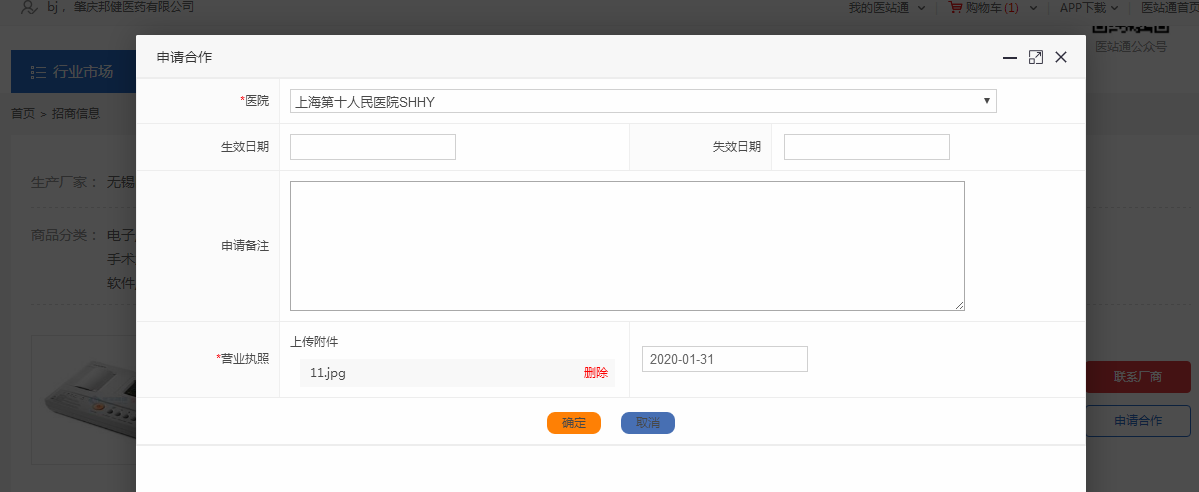 bj， 肇庆邦健医药有限公司
我的医站通
购物车(1)
APP下载
医站通首页
医站通公众号
行业市场
首页 > 招商信息
生产厂家： 无锡
商品分类： 电子
手术
软件
申请合作
*医院
上海第十人民医院SHHY
生效日期
失效日期
申请备注
*营业执照
上传附件
11.jpg
删除
2020-01-31
确定
取消
联系厂商
申请合作